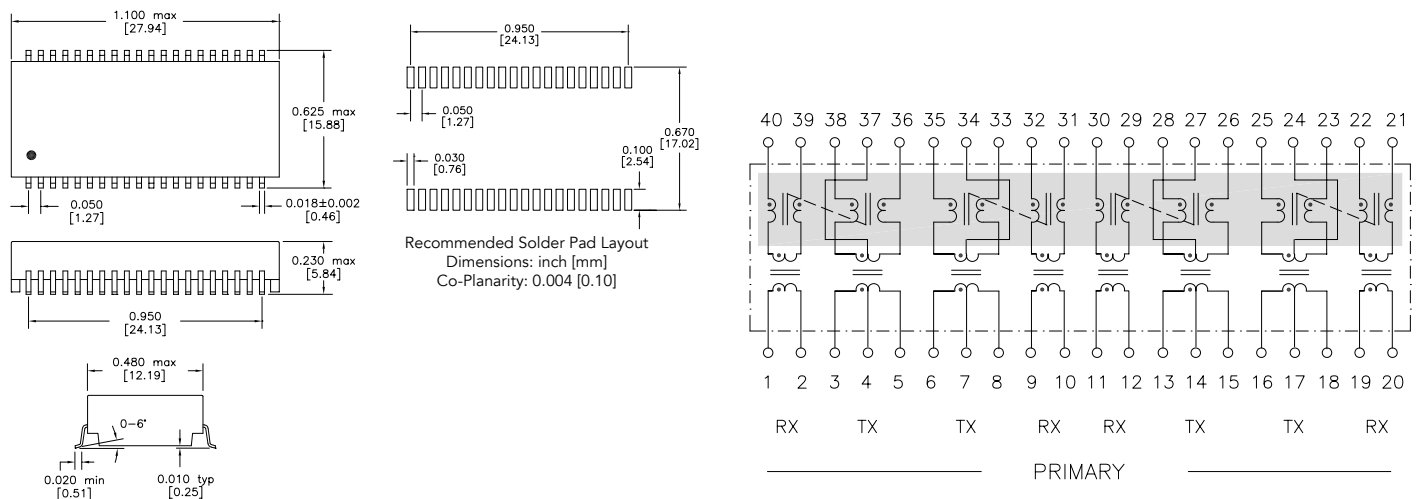 1.100 max
[27.94]
0.625 max
[15.88]
0.050
[1.27]
0.018±0.002
[0.46]
0.230 max
[5.84]
0.950
[24.13]
0.480 max
[12.19]
0-6°
0.020 min
[0.51]
0.010 typ
[0.25]
0.950
[24.13]
0.050
[1.27]
0.670
[17.02]
0.030
[0.76]
0.100
[2.54]
Recommended Solder Pad Layout
Dimensions: inch [mm]
Co-Planarity: 0.004 [0.10]
40 39 38 37 36 35 34 33 32 31 30 29 28 27 26 25 24 23 22 21
1 2 3 4 5 6 7 8 9 10 11 12 13 14 15 16 17 18 19 20
RX TX TX RX RX TX TX RX
PRIMARY